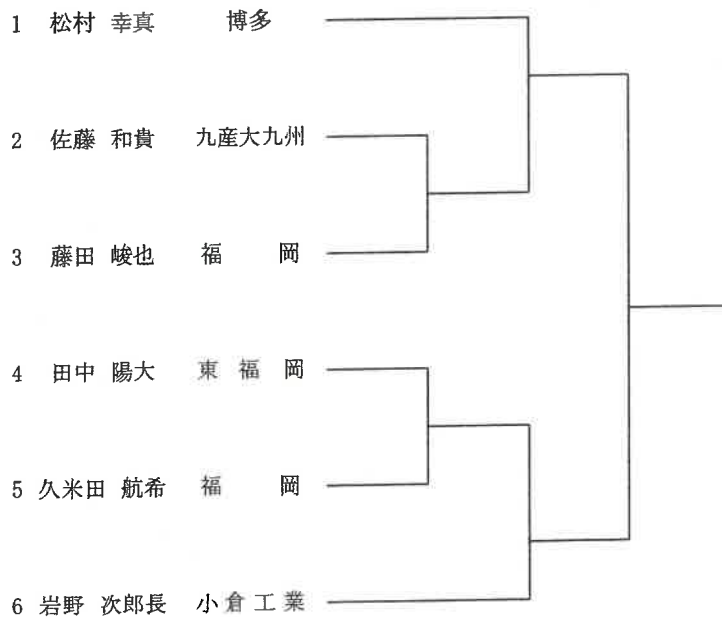 1 松村 幸真 博多
2 佐藤 和貴 九産大九州
3 藤田 峻也 福岡
4 田中 陽大 東福岡
5 久米田 航希 福岡
6 岩野 次郎長 小倉工業